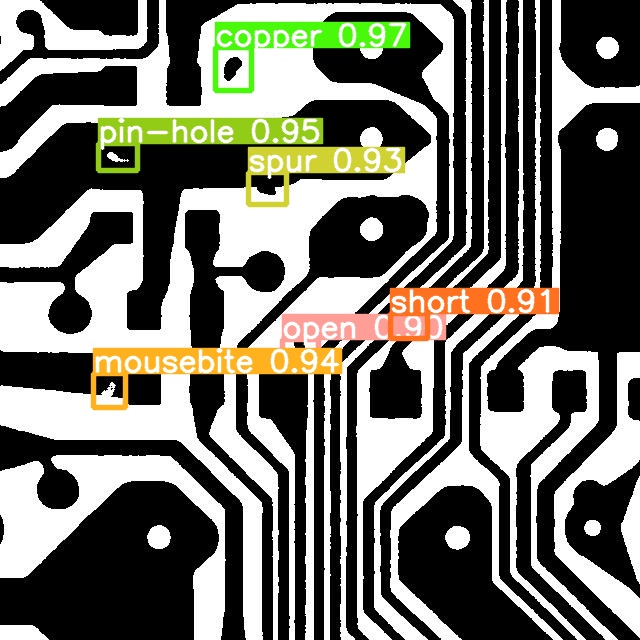 copper 0.97
pin-hole 0.95
spur 0.93
short 0.91
open 0.90
mousebite 0.94